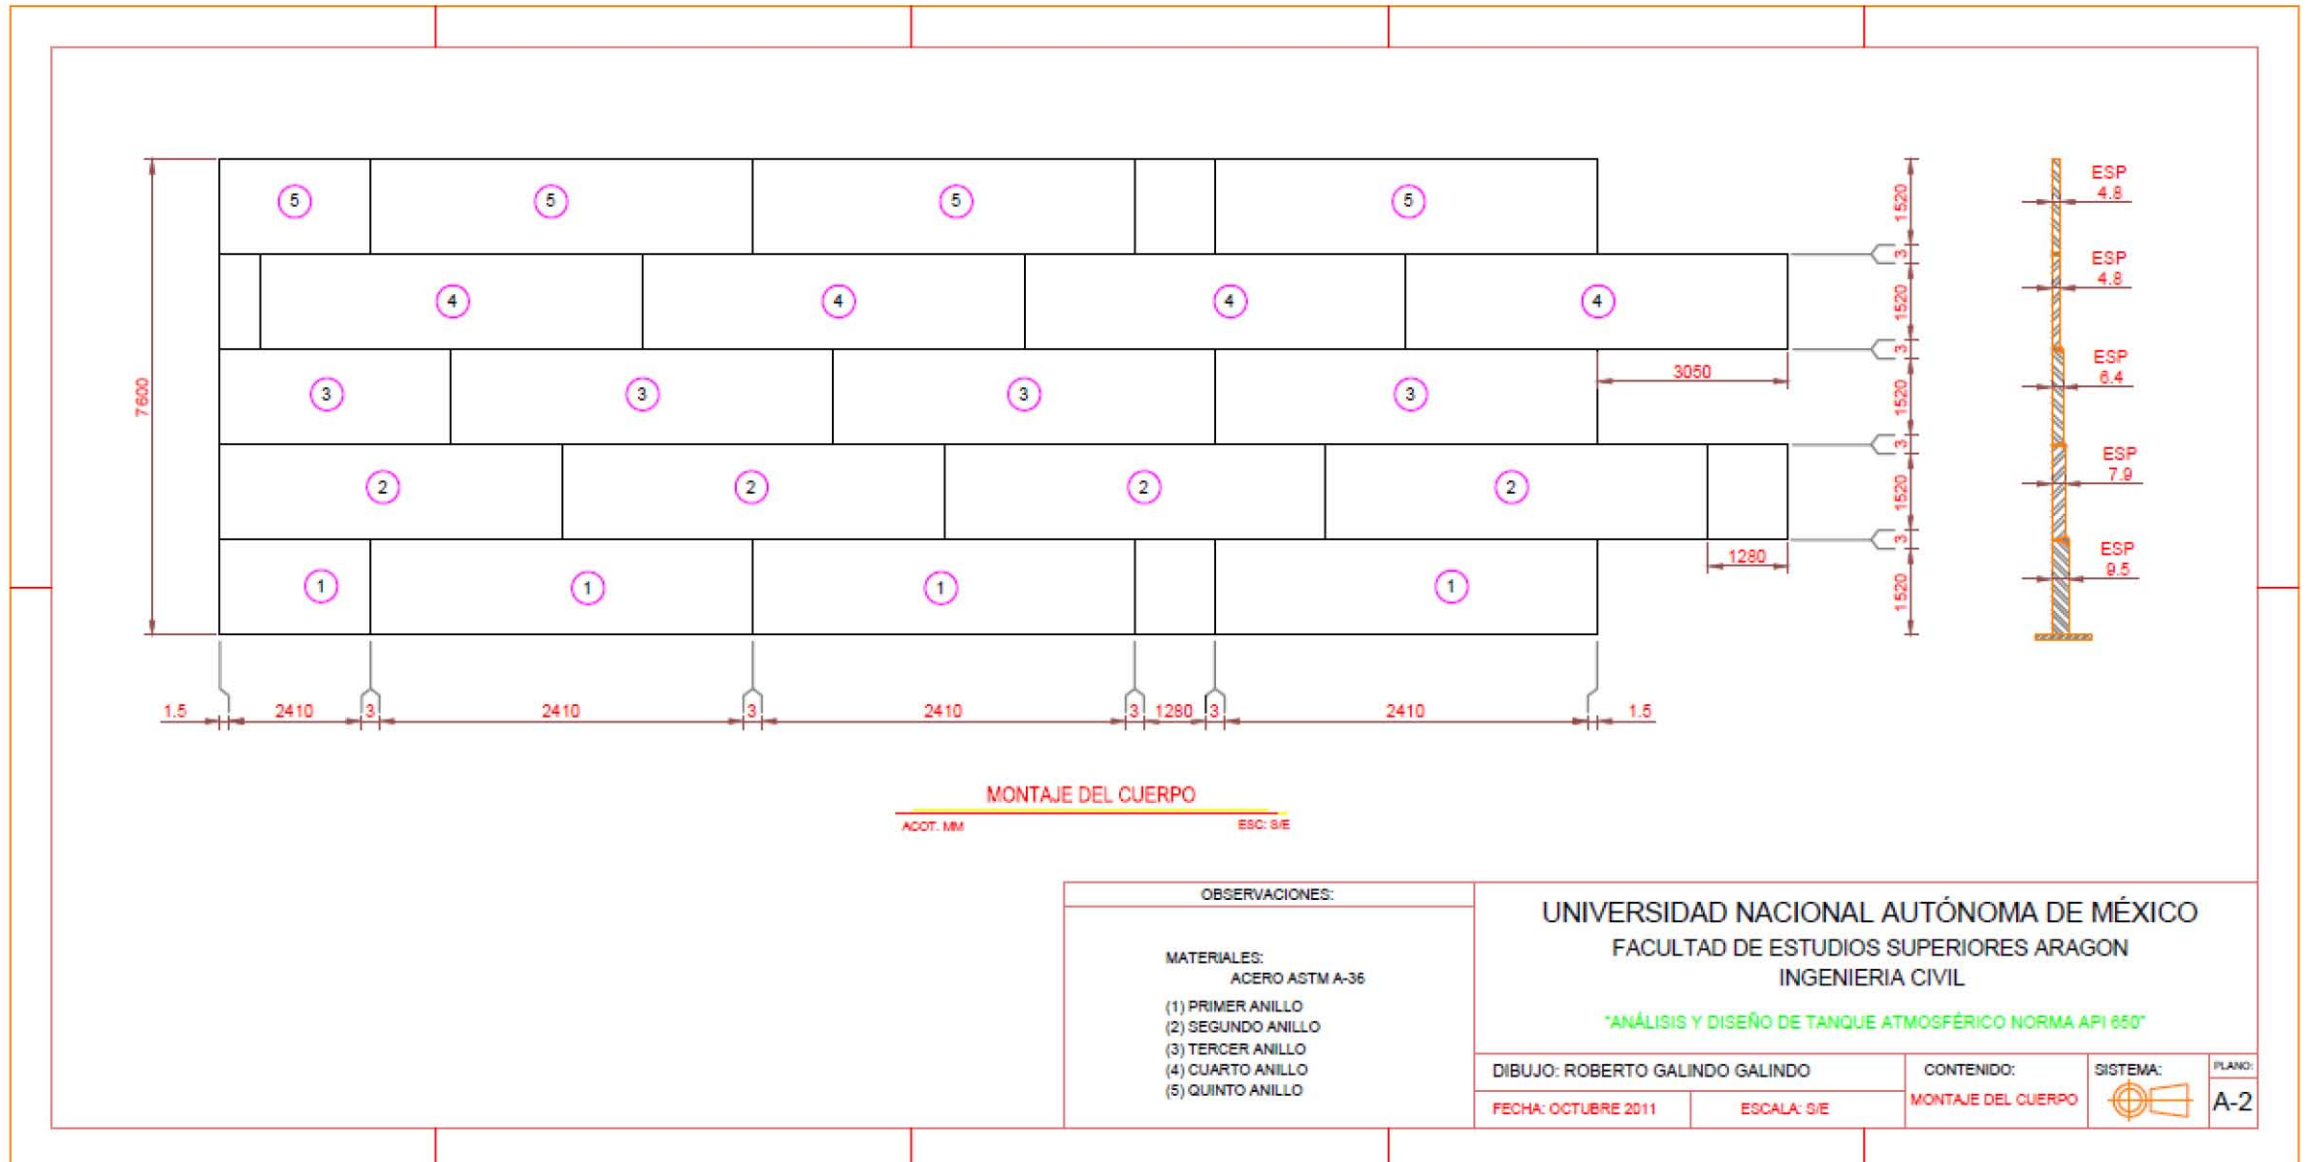 5 5 5 5
4 4 4 4
3 3 3 3
2 2 2 2
1 1 1 1
7600
1520
3
1520
3
1520
3
1520
3
1520
3050
1280
ESP
4.8
ESP
4.8
ESP
6.4
ESP
7.9
ESP
9.5
1.5 2410 3 2410 3 2410 3 1280 3 2410 1.5
MONTAJE DEL CUERPO
ACOT. MM ESC: S/E
OBSERVACIONES:
MATERIALES:
ACERO ASTM A-36
(1) PRIMER ANILLO
(2) SEGUNDO ANILLO
(3) TERCER ANILLO
(4) CUARTO ANILLO
(5) QUINTO ANILLO
UNIVERSIDAD NACIONAL AUTÓNOMA DE MÉXICO
FACULTAD DE ESTUDIOS SUPERIORES ARAGON
INGENIERIA CIVIL
"ANÁLISIS Y DISEÑO DE TANQUE ATMOSFÉRICO NORMA API 650"
DIBUJO: ROBERTO GALINDO GALINDO
FECHA: OCTUBRE 2011
ESCALA: S/E
CONTENIDO:
MONTAJE DEL CUERPO
SISTEMA:
PLANO:
A-2